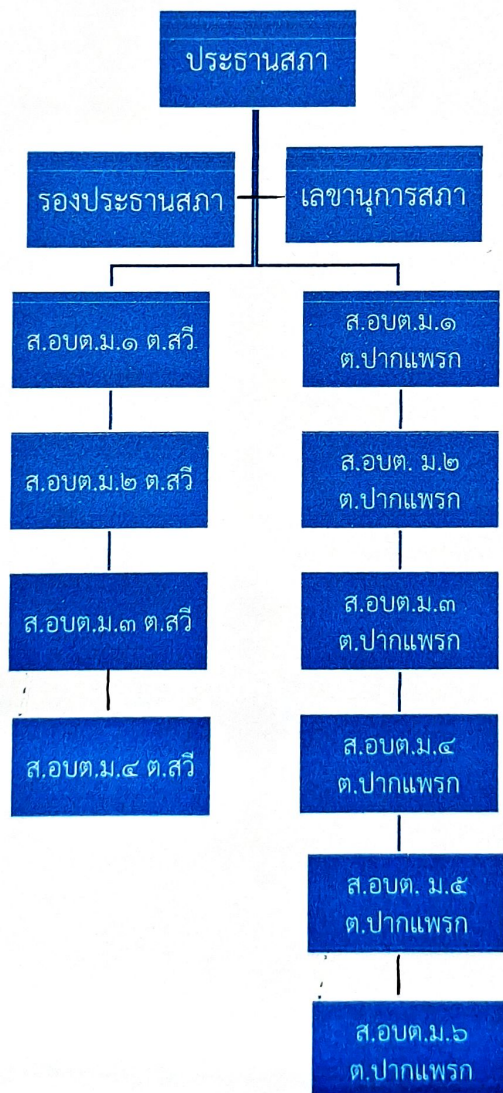 ประธานสภา
รองประธานสภา
เลขานุการสภา
ส.อบต.ม.๑ ต.สวี
ส.อบต.ม.๒ ต.สวี
ส.อบต.ม.๓ ต.สวี
ส.อบต.ม.๔ ต.สวี
ส.อบต.ม.๑
ต.ปากแพรก
ส.อบต. ม.๒
ต.ปากแพรก
ส.อบต.ม.๓
ต.ปากแพรก
ส.อบต.ม.๔
ต.ปากแพรก
ส.อบต. ม.๕
ต.ปากแพรก
ส.อบต.ม.๖
ต.ปากแพรก